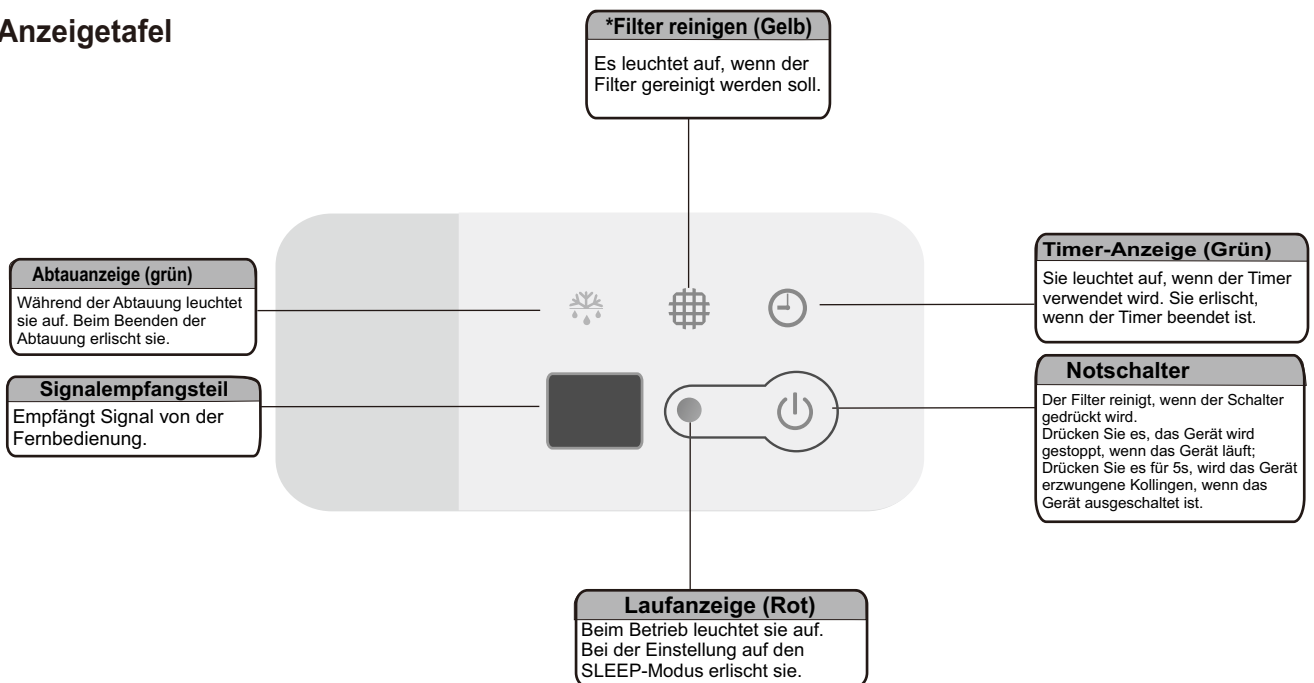 Anzeigetafel
*Filter reinigen (Gelb)
Es leuchtet auf, wenn der
Filter gereinigt werden soll.
Abtauanzeige (grün)
Während der Abtauung leuchtet
sie auf. Beim Beenden der
Abtauung erlischt sie.
Signalempfangsteil
Empfängt Signal von der
Fernbedienung.
Timer-Anzeige (Grün)
Sie leuchtet auf, wenn der Timer
verwendet wird. Sie erlischt,
wenn der Timer beendet ist.
Notschalter
Der Filter reinigt, wenn der Schalter
gedrückt wird.
Drücken Sie es, das Gerät wird
gestoppt, wenn das Gerät läuft;
Drücken Sie es für 5s, wird das Gerät
erzwungene Kollingen, wenn das
Gerät ausgeschaltet ist.
Laufanzeige (Rot)
Beim Betrieb leuchtet sie auf.
Bei der Einstellung auf den
SLEEP-Modus erlischt sie.